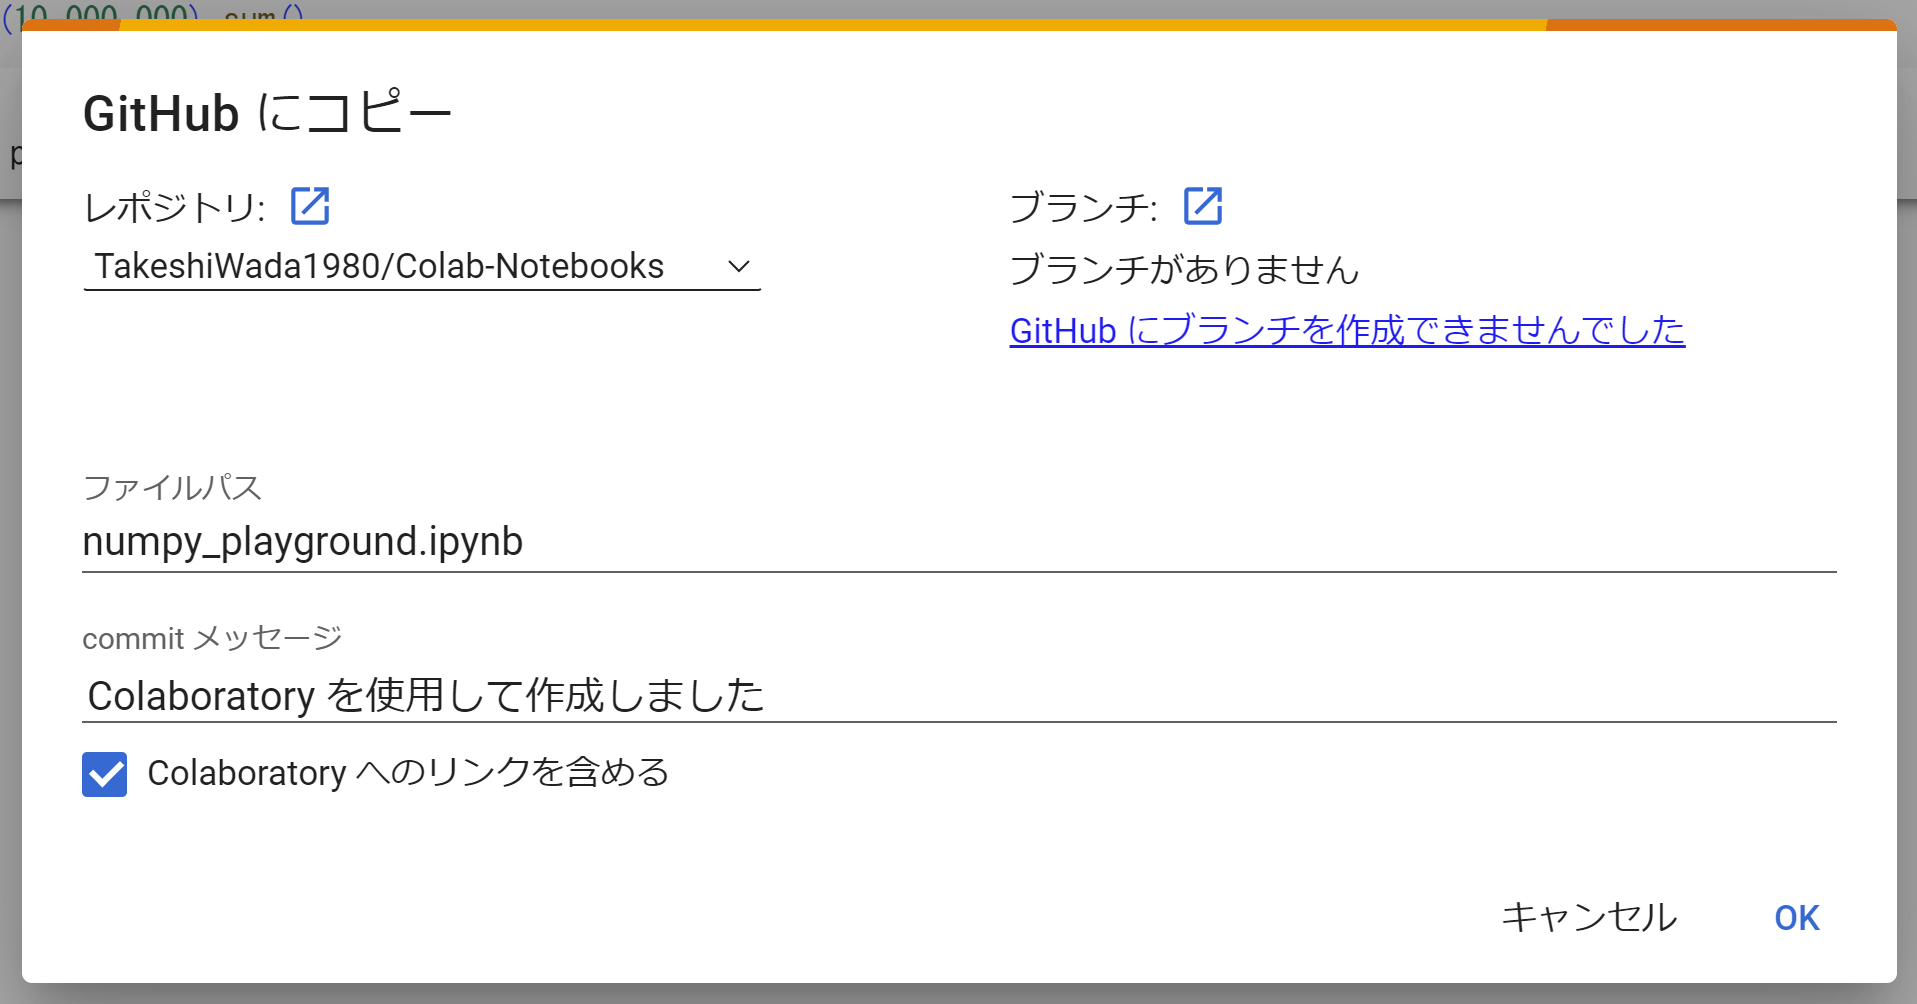 (10_000_000).sum()
GitHub にコピー
レポジトリ:
ブランチ:
TakeshiWada1980/Colab-Notebooks
ブランチがありません
GitHub にブランチを作成できませんでした
ファイルパス
numpy_playground.ipynb
commit メッセージ
Colaboratory を使用して作成しました
Colaboratory へのリンクを含める
キャンセル
OK